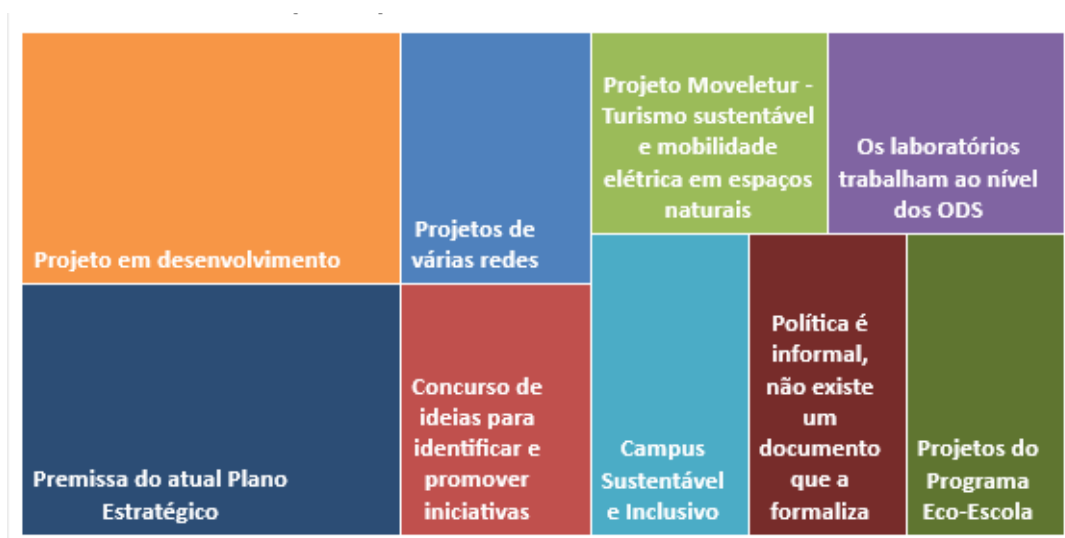 Projeto em desenvolvimento
Projetos de
várias redes
Projeto Moveletur -
Turismo sustentável
e mobilidade
elétrica em espaços
naturais
Os laboratórios
trabalham ao nível
dos ODS
Premissa do atual Plano
Estratégico
Concurso de
ideias para
identificar e
promover
iniciativas
Campus
Sustentável
e Inclusivo
Política é
informal,
não existe
um
documento
que a
formaliza
Projetos do
Programa
Eco-Escola